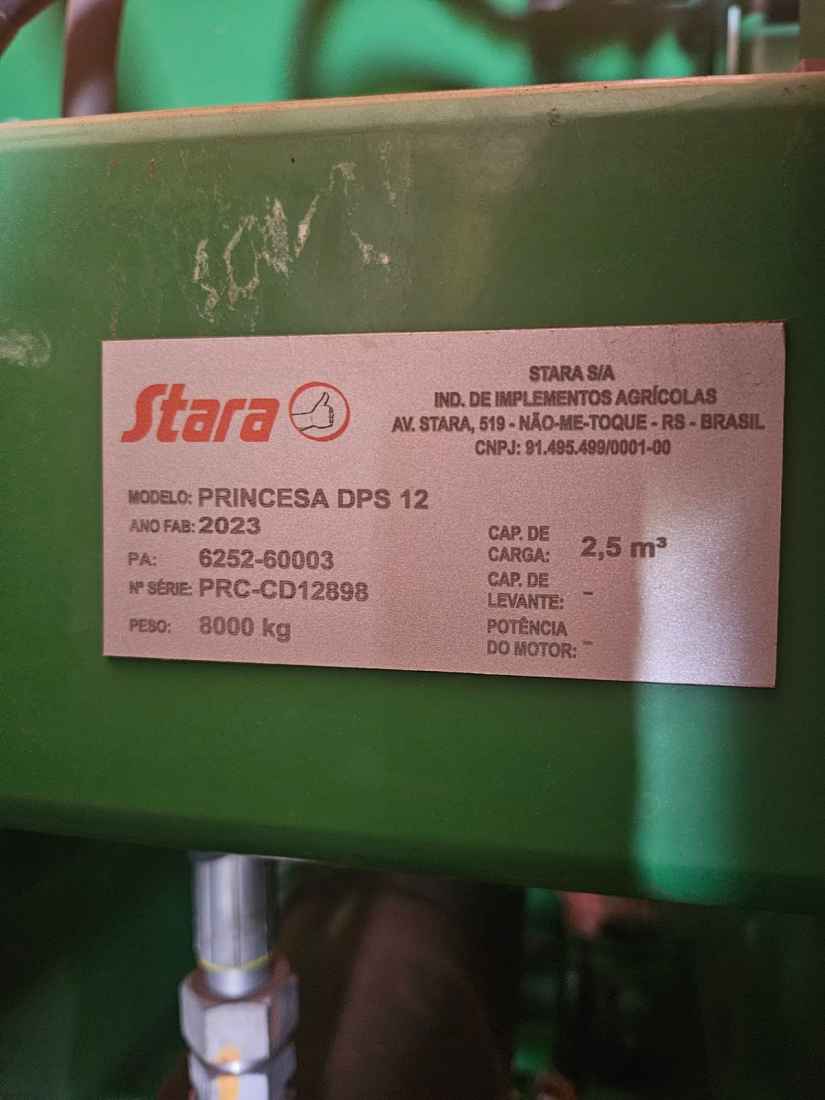 Stara
STARA S/A
IND. DE IMPLEMENTOS AGRÍCOLAS
AV. STARA, 519 - NÃO-ME-TOQUE - RS - BRASIL
CNPJ: 91.495.499/0001-00
MODELO: PRINCESA DPS 12
ANO FAB: 2023
PA: 6252-60003
Nº SÉRIE: PRC-CD12898
PESO: 8000 kg
CAP. DE
CARGA: 2,5 m³
CAP. DE
LEVANTE: -
POTÊNCIA
DO MOTOR: -